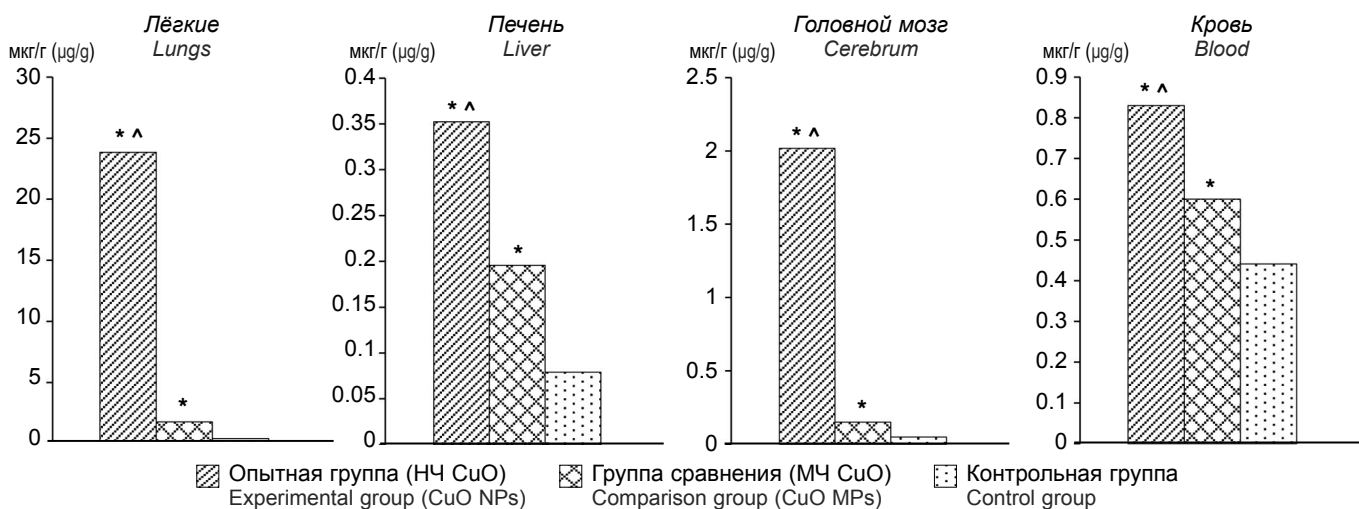 Лёгкие
Lungs
мкг/г (µg/g)
30
25
20
15
10
5
0
* ^
*
Печень
Liver
мкг/г (µg/g)
0.4
0.35
0.3
0.25
0.2
0.15
0.1
0.05
0
* ^
*
Головной мозг
Cerebrum
мкг/г (µg/g)
2.5
2
1.5
1
0.5
0
* ^
*
Кровь
Blood
мкг/г (µg/g)
0.9
0.8
0.7
0.6
0.5
0.4
0.3
0.2
0.1
0
* ^
*
Опытная группа (НЧ CuO)
Experimental group (CuO NPs)
Группа сравнения (МЧ CuO)
Comparison group (CuO MPs)
Контрольная группа
Control group